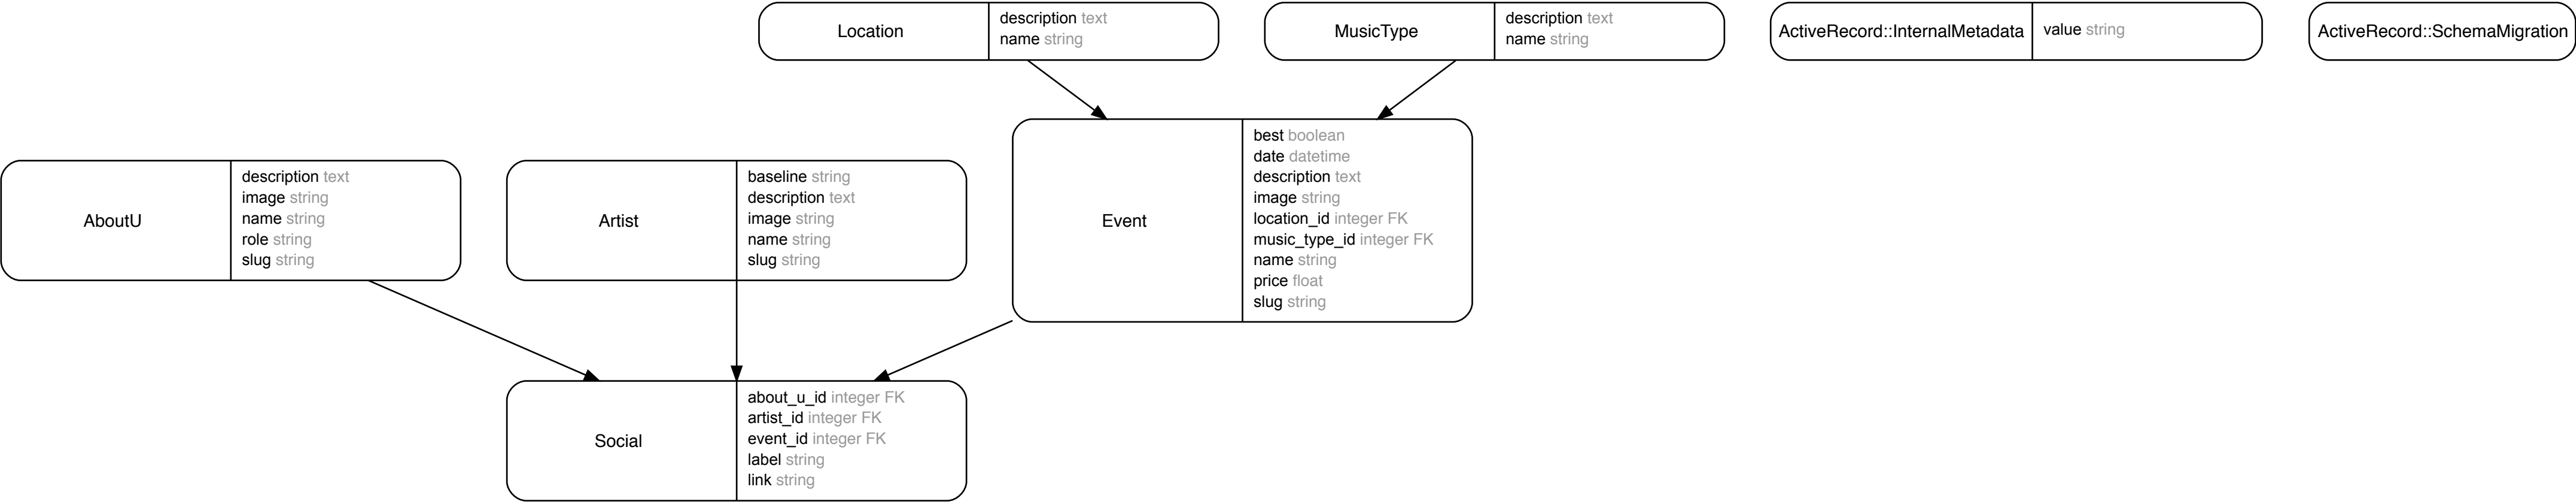 Location
description text
name string
MusicType
description text
name string
ActiveRecord::InternalMetadata
value string
ActiveRecord::SchemaMigration
AboutU
description text
image string
name string
role string
slug string
Artist
baseline string
description text
image string
name string
slug string
Event
best boolean
date datetime
description text
image string
location_id integer FK
music_type_id integer FK
name string
price float
slug string
Social
about_u_id integer FK
artist_id integer FK
event_id integer FK
label string
link string